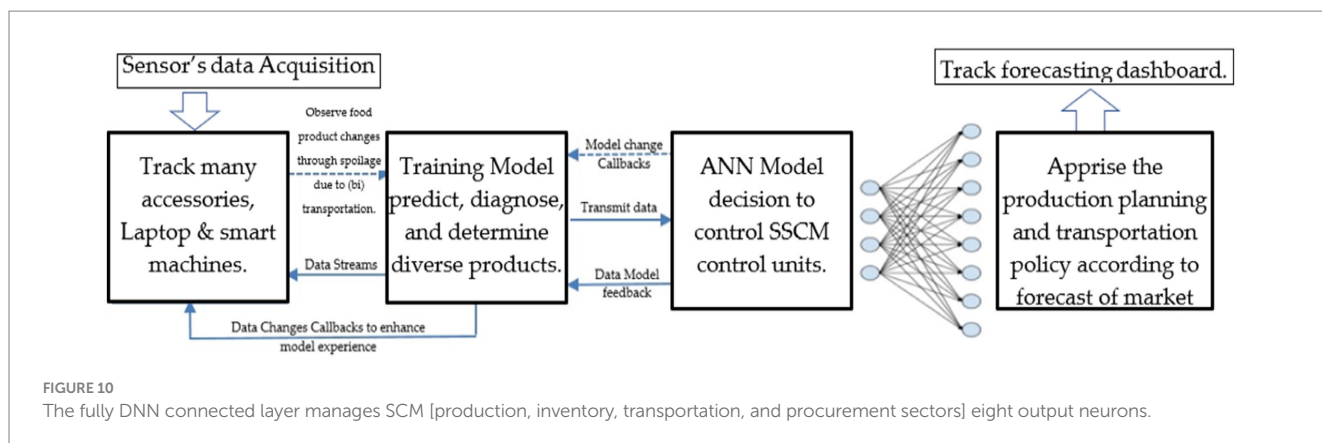 Sensor's data Acquisition
Track forecasting dashboard.
Track many
accessories,
Laptop & smart
machines.
Observe food
product changes
through spoilage
due to (bi)
transportation.
Data Streams
Training Model
predict, diagnose,
and determine
diverse products.
Model change
Callbacks
Transmit data
Data Model
feedback
ANN Model
decision to
control SSCM
control units.
Apprise the
production planning
and transportation
policy according to
forecast of market
Data Changes Callbacks to enhance
model experience
FIGURE 10
The fully DNN connected layer manages SCM [production, inventory, transportation, and procurement sectors] eight output neurons.